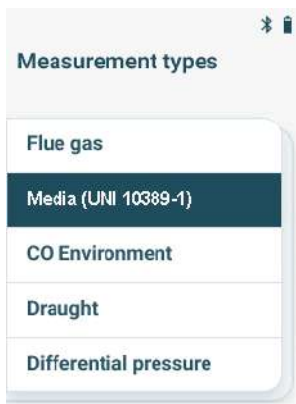 Measurement types
Flue gas
Media (UNI 10389-1)
CO Environment
Draught
Differential pressure